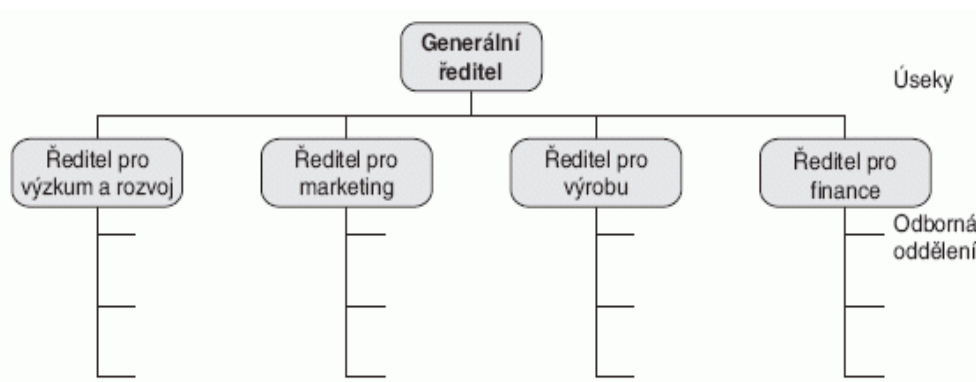 Generální
ředitel
Úseky
Ředitel pro
výzkum a rozvoj
Ředitel pro
marketing
Ředitel pro
výrobu
Ředitel pro
finance
Odborná
oddělení